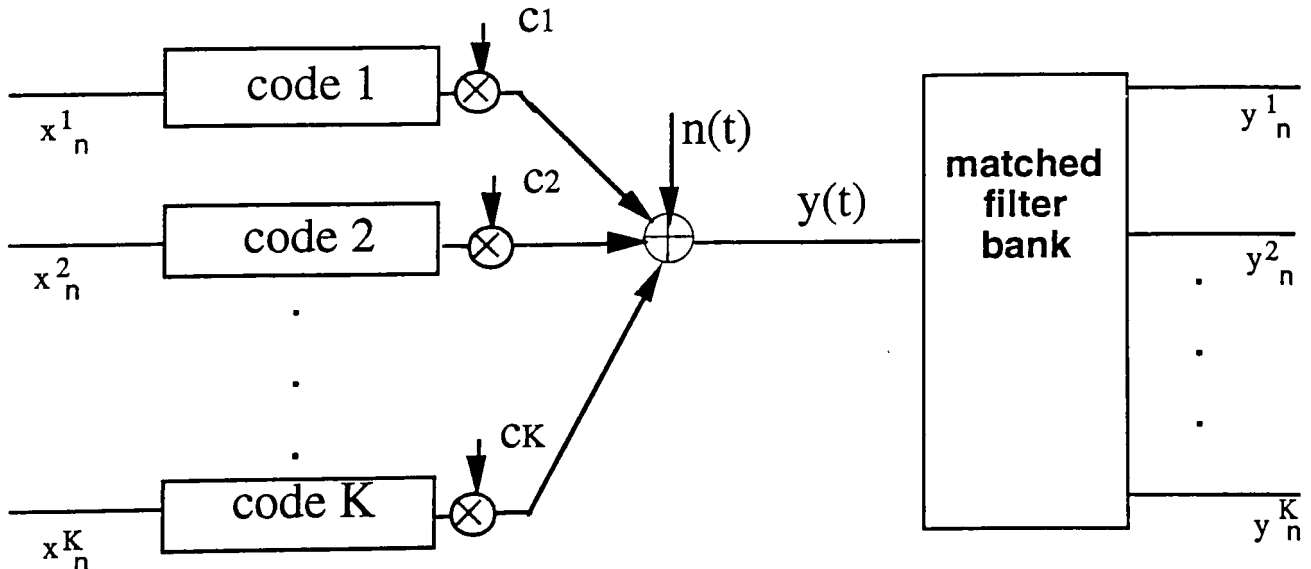 c1
code 1
x¹ₙ
n(t)
c2
code 2
x²ₙ
y(t)
matched
filter
bank
y¹ₙ
y²ₙ
cK
code K
xᴷₙ
yᴷₙ